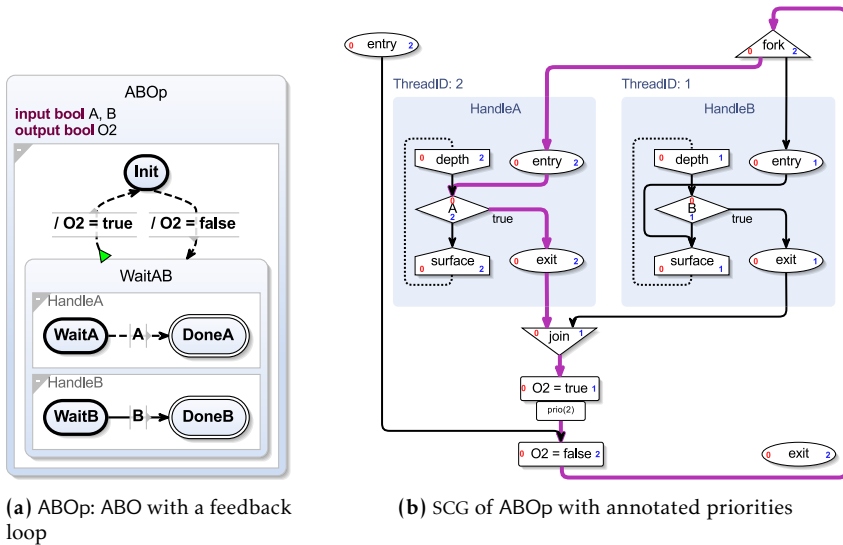 ABOp
input bool A, B
output bool O2
-
Init
/ O2 = true
/ O2 = false
WaitAB
- HandleA
WaitA
A
DoneA
- HandleB
WaitB
B
DoneB
(a) ABOp: ABO with a feedback
loop
0 entry 2
0 fork 2
ThreadID: 2
HandleA
0 depth 2
0 entry 2
0
A
2
true
0 surface 2
0 exit 2
ThreadID: 1
HandleB
0 depth 1
0 entry 1
0
B
1
true
0 surface 1
0 exit 1
0 join 1
0 O2 = true 1
prio(2)
0 O2 = false 2
0 exit 2
(b) SCG of ABOp with annotated priorities